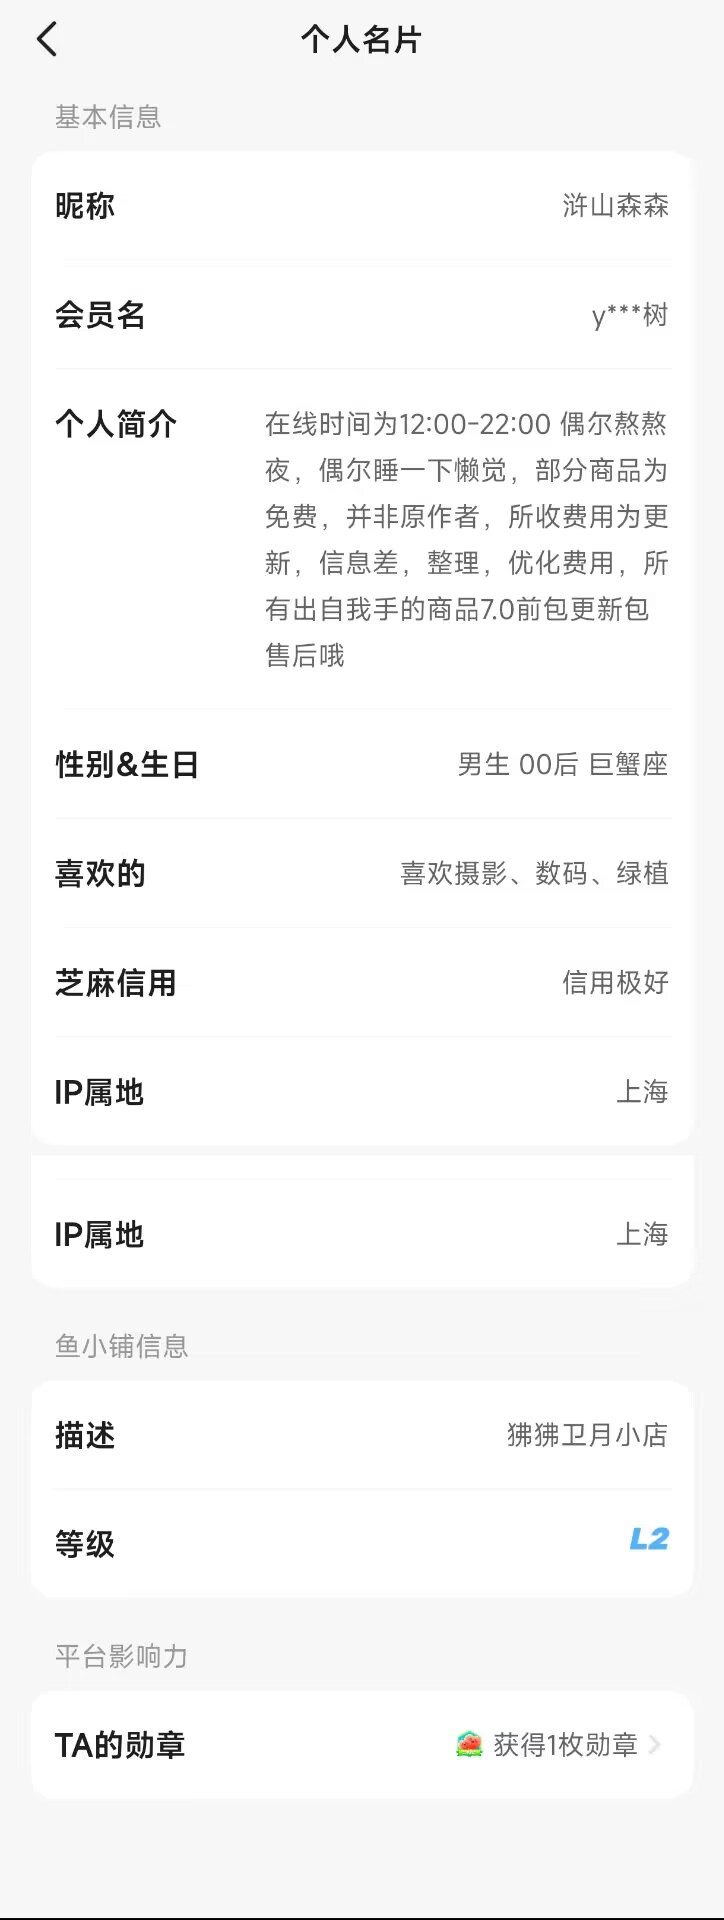 个人名片
基本信息
昵称
浒山森森
会员名
y***树
个人简介
在线时间为12:00-22:00 偶尔熬熬
夜，偶尔睡一下懒觉，部分商品为
免费，并非原作者，所收费用为更
新，信息差，整理，优化费用，所
有出自我手的商品7.0前包更新包
售后哦
性别&生日
男生 00后 巨蟹座
喜欢的
喜欢摄影、数码、绿植
芝麻信用
信用极好
IP属地
上海
IP属地
上海
鱼小铺信息
描述
狒狒卫月小店
等级
L2
平台影响力
TA的勋章
获得1枚勋章